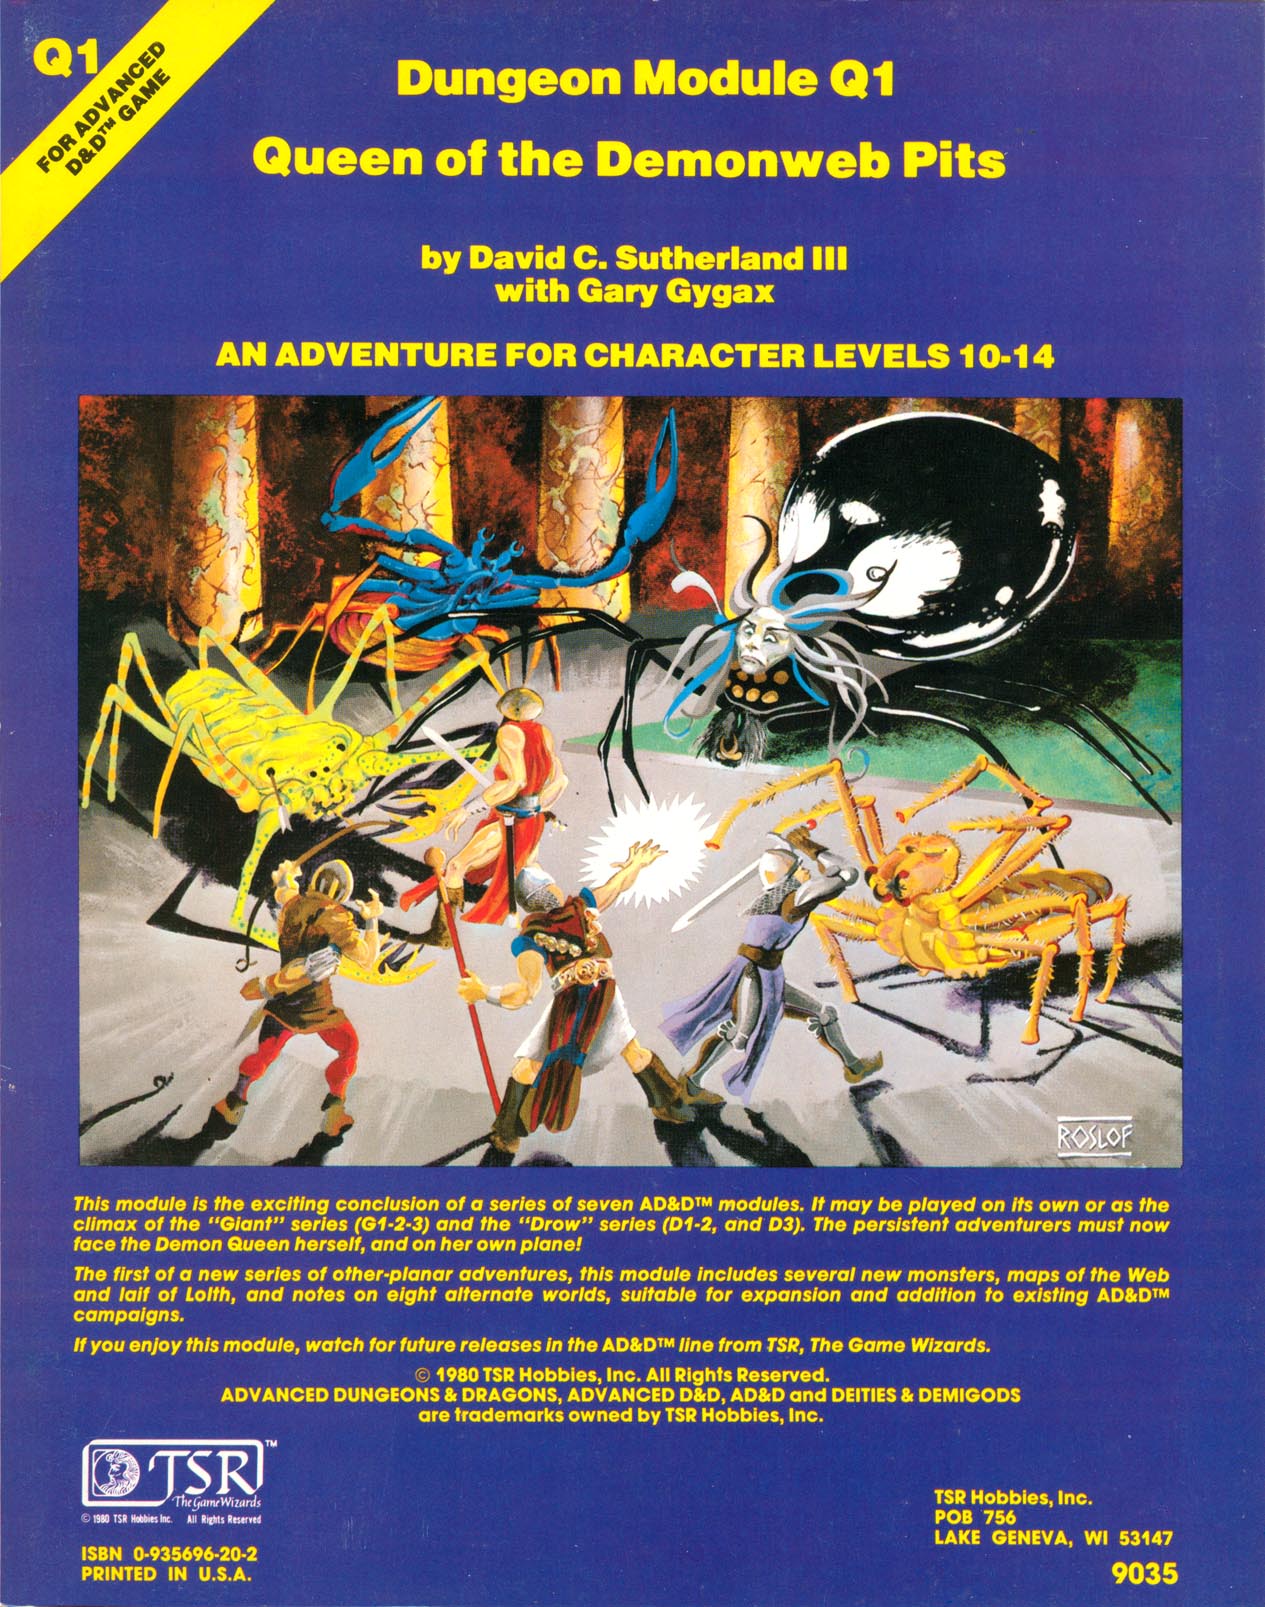 Q1
FOR ADVANCED
D&D™ GAME
Dungeon Module Q1
Queen of the Demonweb Pits
by David C. Sutherland III
with Gary Gygax
AN ADVENTURE FOR CHARACTER LEVELS 10-14
ROSLOF
This module is the exciting conclusion of a series of seven AD&D™ modules. It may be played on its own or as the
climax of the "Giant" series (G1-2-3) and the "Drow" series (D1-2, and D3). The persistent adventurers must now
face the Demon Queen herself, and on her own plane!
The first of a new series of other-planar adventures, this module includes several new monsters, maps of the Web
and laif of Lolth, and notes on eight alternate worlds, suitable for expansion and addition to existing AD&D™
campaigns.
If you enjoy this module, watch for future releases in the AD&D™ line from TSR, The Game Wizards.
© 1980 TSR Hobbies, Inc. All Rights Reserved.
ADVANCED DUNGEONS & DRAGONS, ADVANCED D&D, AD&D and DEITIES & DEMIGODS
are trademarks owned by TSR Hobbies, Inc.
TSR™
The Game Wizards
© 1980 TSR Hobbies Inc. All Rights Reserved
ISBN 0-935696-20-2
PRINTED IN U.S.A.
TSR Hobbies, Inc.
POB 756
LAKE GENEVA, WI 53147
9035